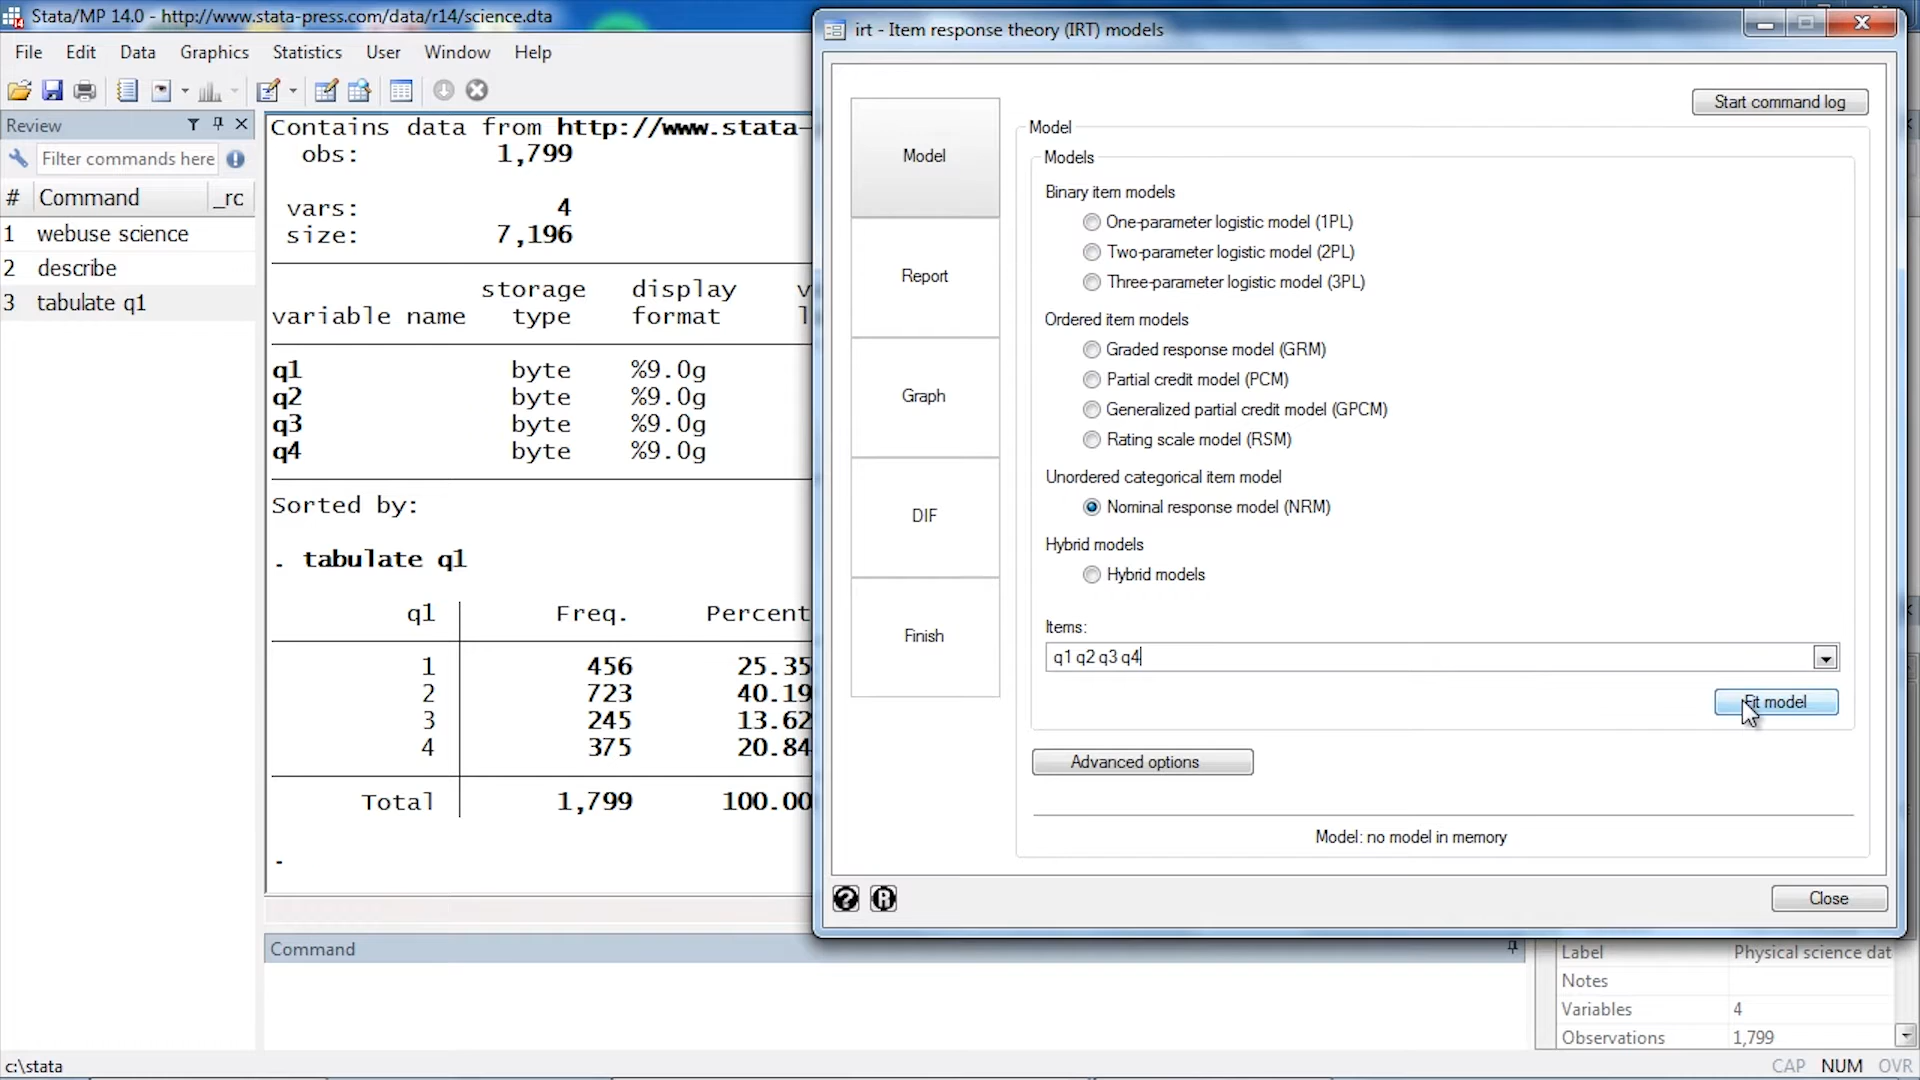 Stata/MP 14.0 - http://www.stata-press.com/data/r14/science.dta
File Edit Data Graphics Statistics User Window Help
Review
Filter commands here
# Command _rc
1 webuse science
2 describe
3 tabulate q1
Contains data from http://www.stata-
obs: 1,799
vars: 4
size: 7,196
storage display v
variable name type format l
q1 byte %9.0g
q2 byte %9.0g
q3 byte %9.0g
q4 byte %9.0g
Sorted by:
. tabulate q1
q1 Freq. Percent
1 456 25.35
2 723 40.19
3 245 13.62
4 375 20.84
Total 1,799 100.00
.
Command
irt - Item response theory (IRT) models
Model
Report
Graph
DIF
Finish
Start command log
Model
Models
Binary item models
One-parameter logistic model (1PL)
Two-parameter logistic model (2PL)
Three-parameter logistic model (3PL)
Ordered item models
Graded response model (GRM)
Partial credit model (PCM)
Generalized partial credit model (GPCM)
Rating scale model (RSM)
Unordered categorical item model
Nominal response model (NRM)
Hybrid models
Hybrid models
Items:
q1 q2 q3 q4
Fit model
Advanced options
Model: no model in memory
? R
Close
Label Physical science dat
Notes
Variables 4
Observations 1,799
c:\stata
CAP NUM OVR